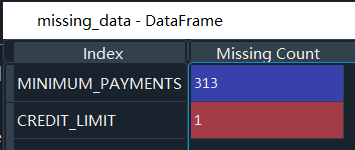 missing_data - DataFrame
Index Missing Count
MINIMUM_PAYMENTS 313
CREDIT_LIMIT 1